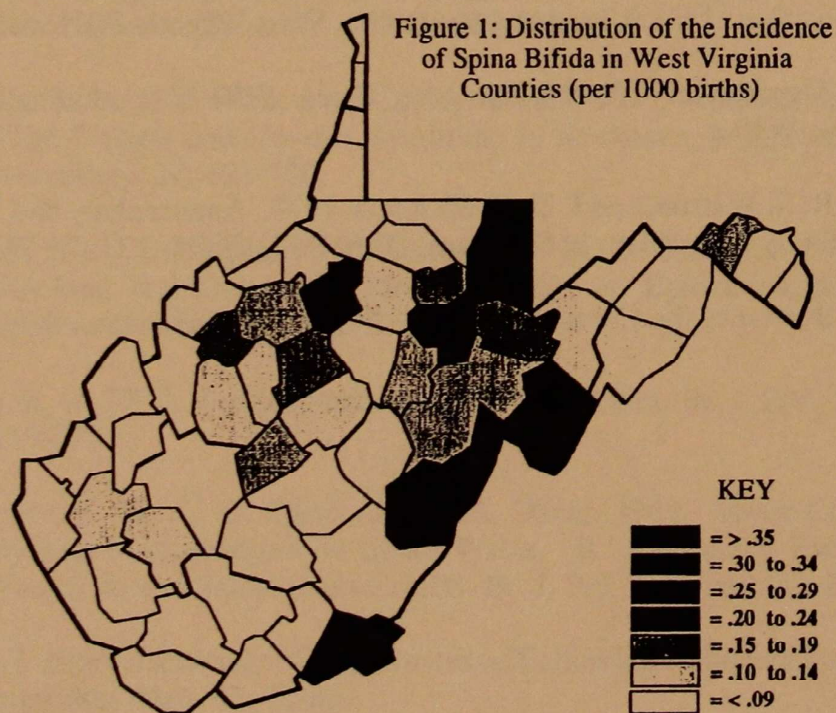 Figure 1: Distribution of the Incidence
of Spina Bifida in West Virginia
Counties (per 1000 births)
KEY
= > .35
= .30 to .34
= .25 to .29
= .20 to .24
= .15 to .19
= .10 to .14
= < .09